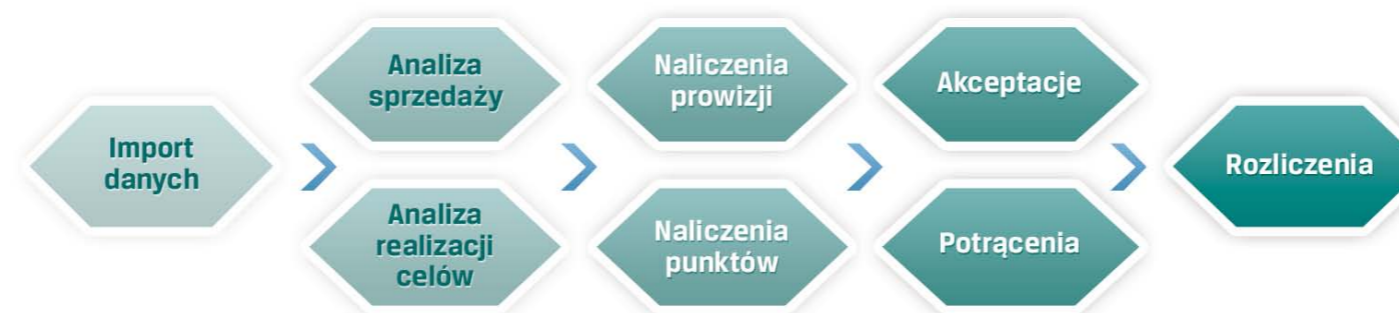 Import
danych
Analiza
sprzedaży
Analiza
realizacji
celów
Naliczenia
prowizji
Naliczenia
punktów
Akceptacje
Potrącenia
Rozliczenia